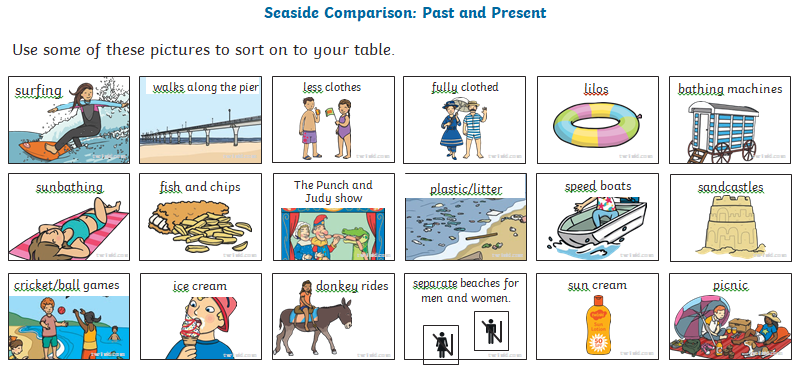 Seaside Comparison: Past and Present
Use some of these pictures to sort on to your table.
surfing
walks along the pier
less clothes
fully clothed
lilos
bathing machines
sunbathing
fish and chips
The Punch and
Judy show
plastic/litter
speed boats
sandcastles
cricket/ball games
ice cream
donkey rides
separate beaches for
men and women.
sun cream
50
picnic